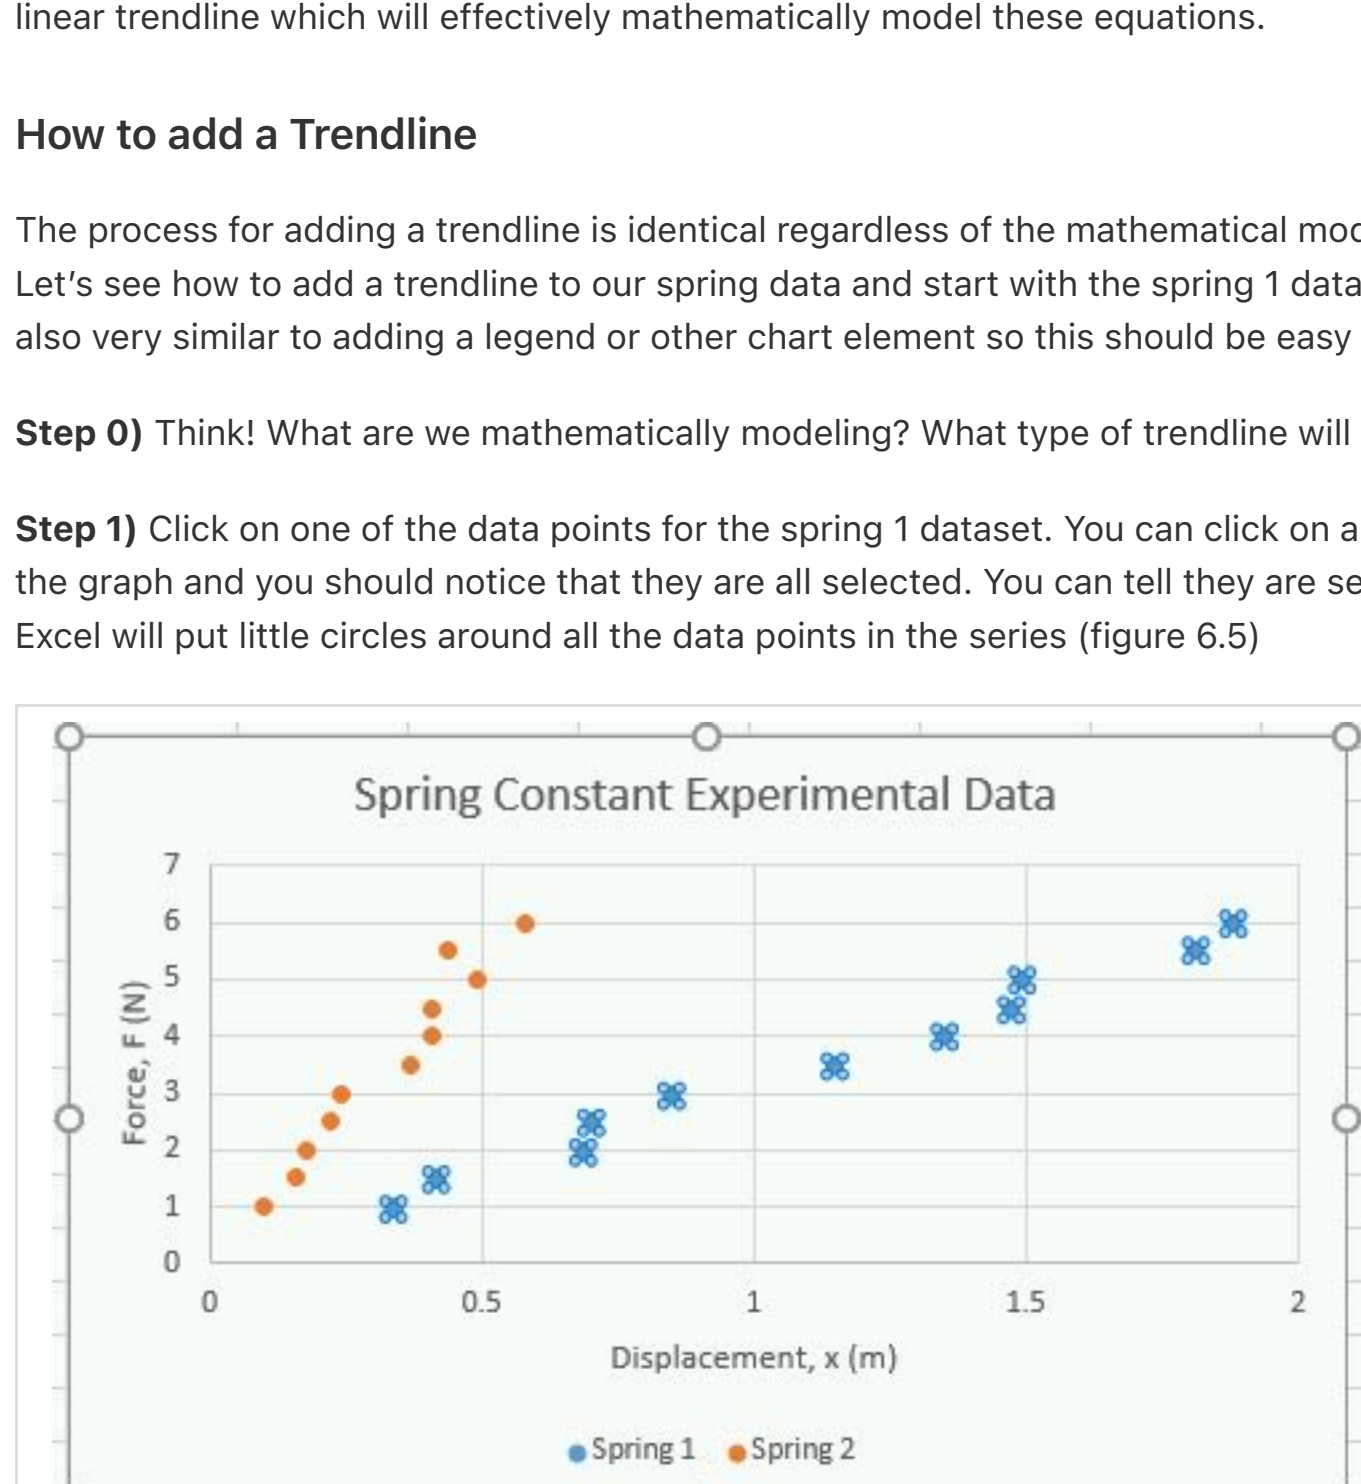 linear trendline which will effectively mathematically model these equations.
How to add a Trendline
The process for adding a trendline is identical regardless of the mathematical
Let's see how to add a trendline to our spring data and start with the spring 1 data
also very similar to adding a legend or other chart element so this should be easy
Step 0) Think! What are we mathematically modeling? What type of trendline will
Step 1) Click on one of the data points for the spring 1 dataset. You can click on
the graph and you should notice that they are all selected. You can tell they are
Excel will put little circles around all the data points in the series (figure 6.5)
Spring Constant Experimental Data
7
6
5
4
3
2
1
0
Force, F (N)
0 0.5 1 1.5 2
Displacement, x (m)
Spring 1 Spring 2